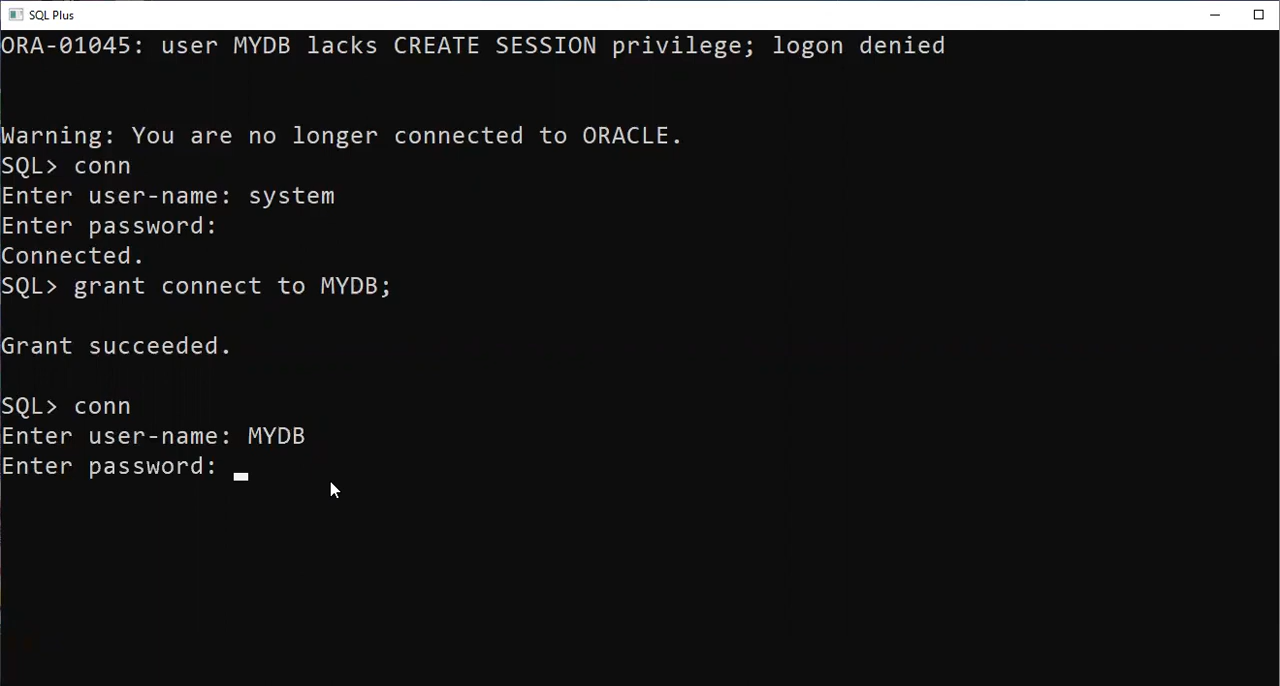 SQL Plus
ORA-01045: user MYDB lacks CREATE SESSION privilege; logon denied
Warning: You are no longer connected to ORACLE.
SQL> conn
Enter user-name: system
Enter password:
Connected.
SQL> grant connect to MYDB;
Grant succeeded.
SQL> conn
Enter user-name: MYDB
Enter password: